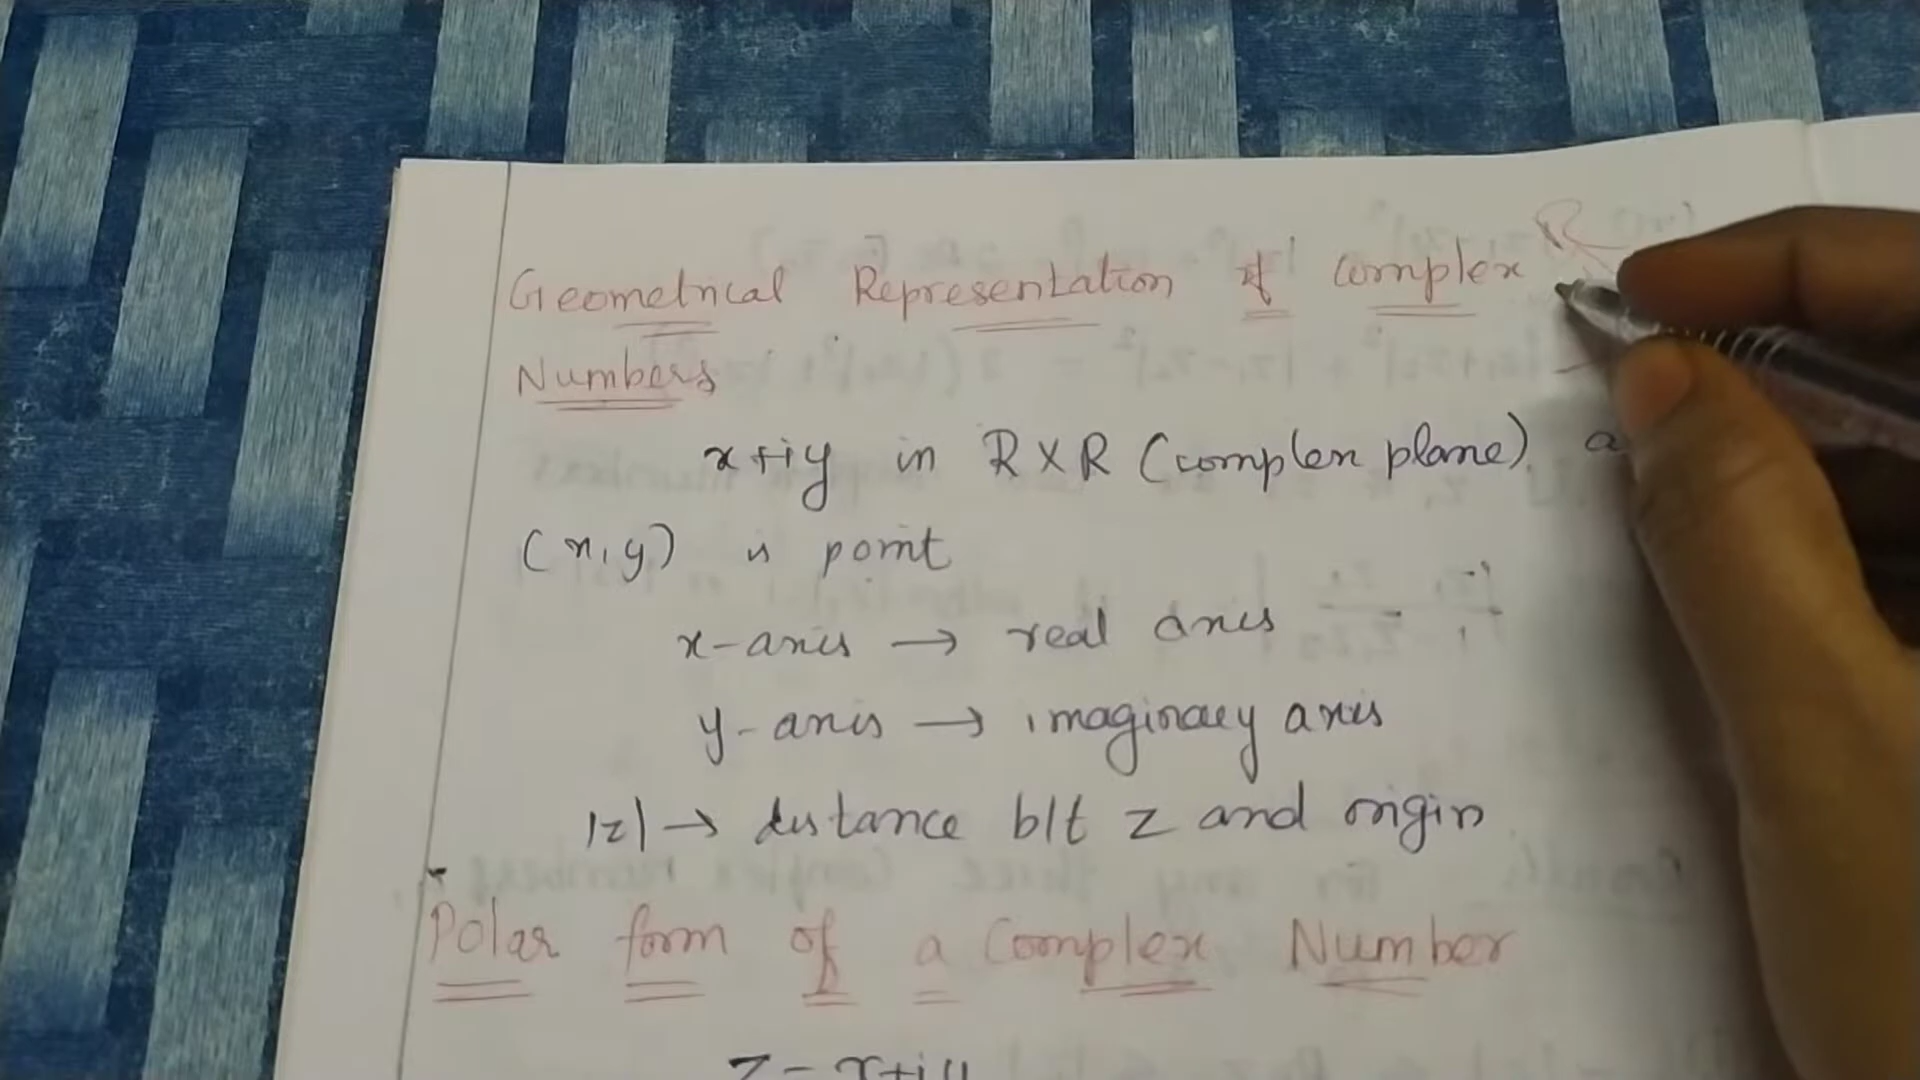 Geometrical Representation of Complex
Numbers
x+iy in R×R (complex plane) a
(x,y) is point
x-axis → real axis
y-axis → imaginary axis
|z| → distance b/t z and origin
Polar form of a Complex Number
z = x+iy